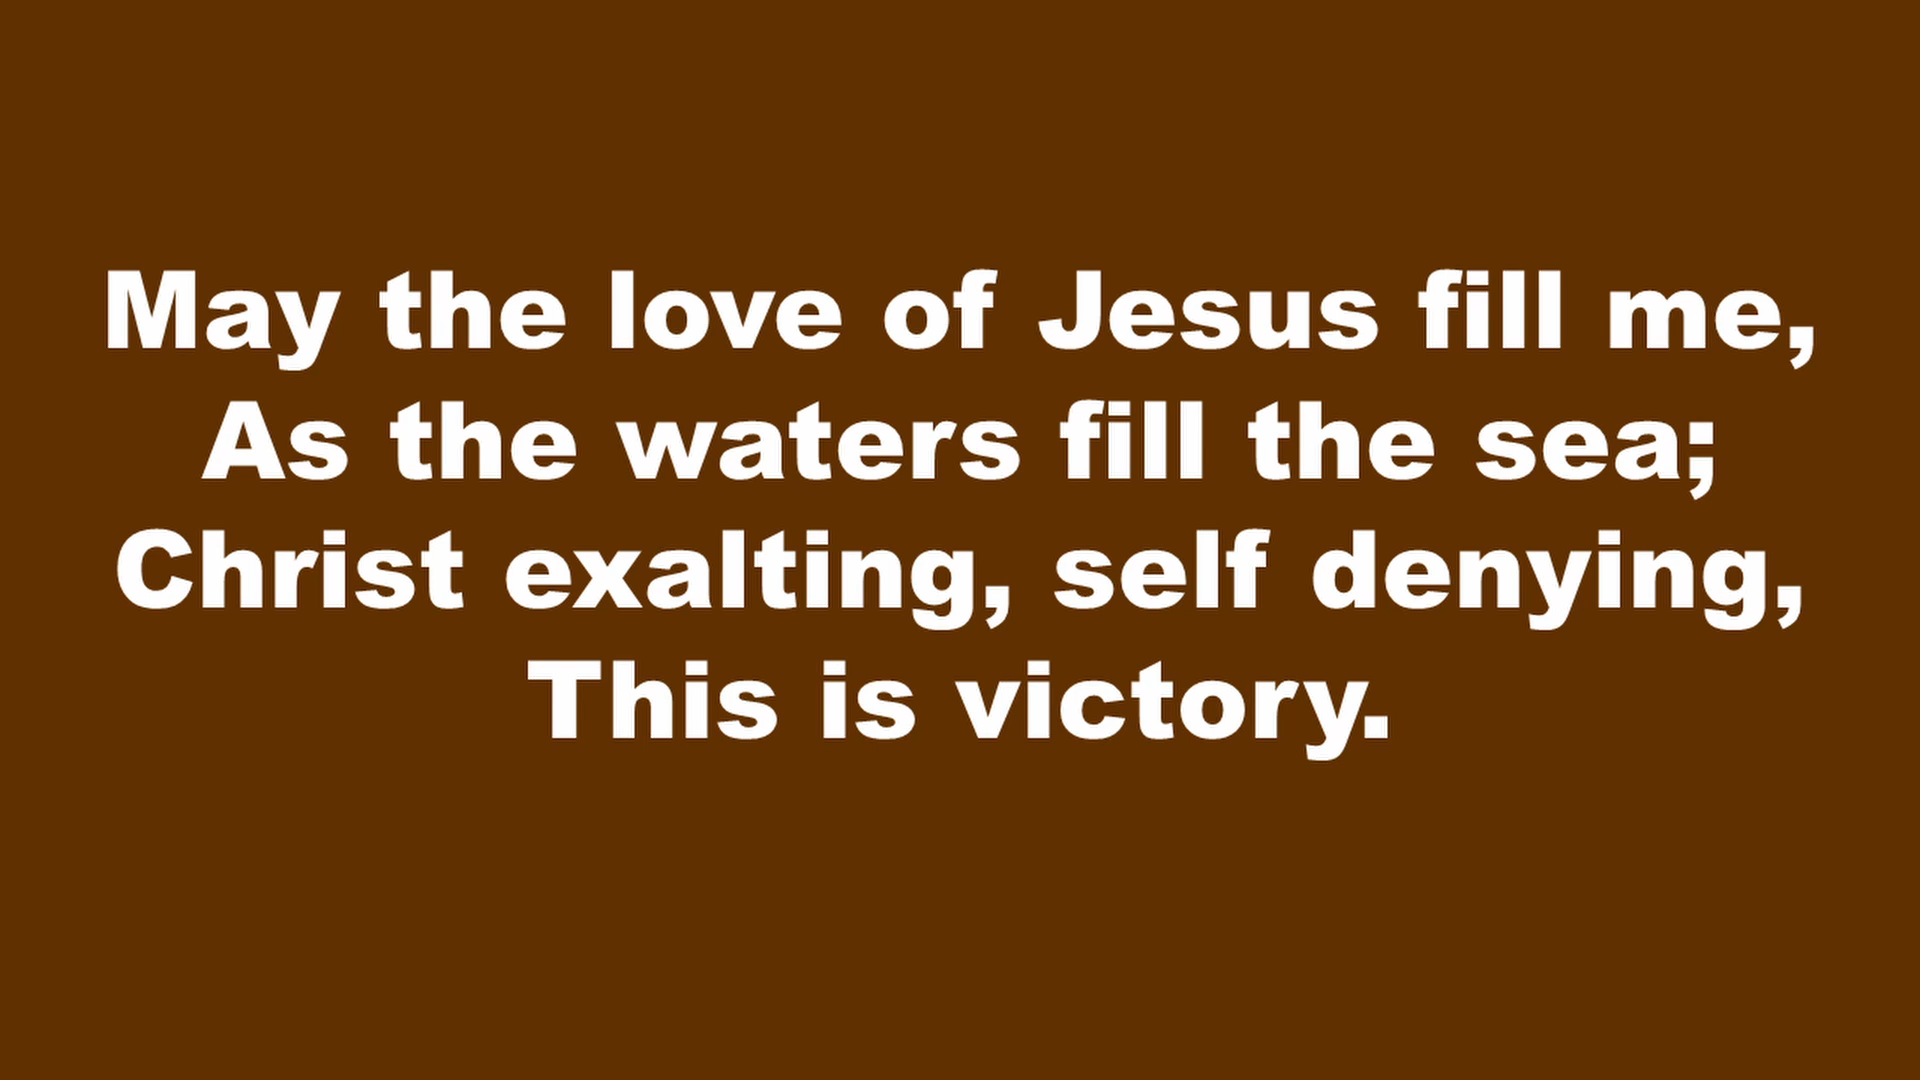 May the love of Jesus fill me,
As the waters fill the sea;
Christ exalting, self denying,
This is victory.